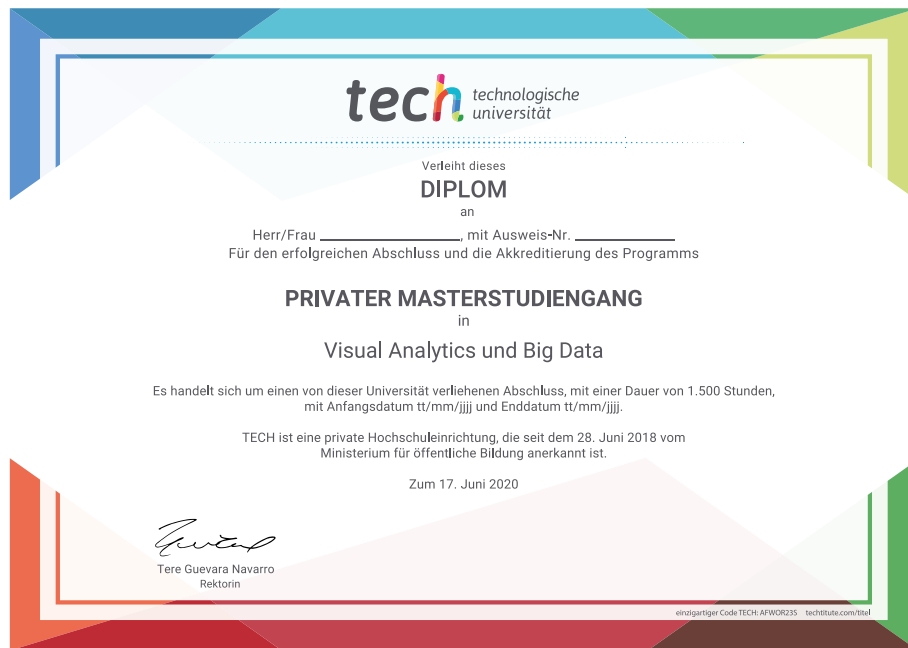 tech technologische
universität
Verleiht dieses
DIPLOM
an
Herr/Frau ____________________, mit Ausweis-Nr. ______________
Für den erfolgreichen Abschluss und die Akkreditierung des Programms
PRIVATER MASTERSTUDIENGANG
in
Visual Analytics und Big Data
Es handelt sich um einen von dieser Universität verliehenen Abschluss, mit einer Dauer von 1.500 Stunden,
mit Anfangsdatum tt/mm/jjjj und Enddatum tt/mm/jjjj.
TECH ist eine private Hochschuleinrichtung, die seit dem 28. Juni 2018 vom
Ministerium für öffentliche Bildung anerkannt ist.
Zum 17. Juni 2020
Tere Guevara Navarro
Rektorin
einzigartiger Code TECH: AFWOR23S techtitute.com/titel